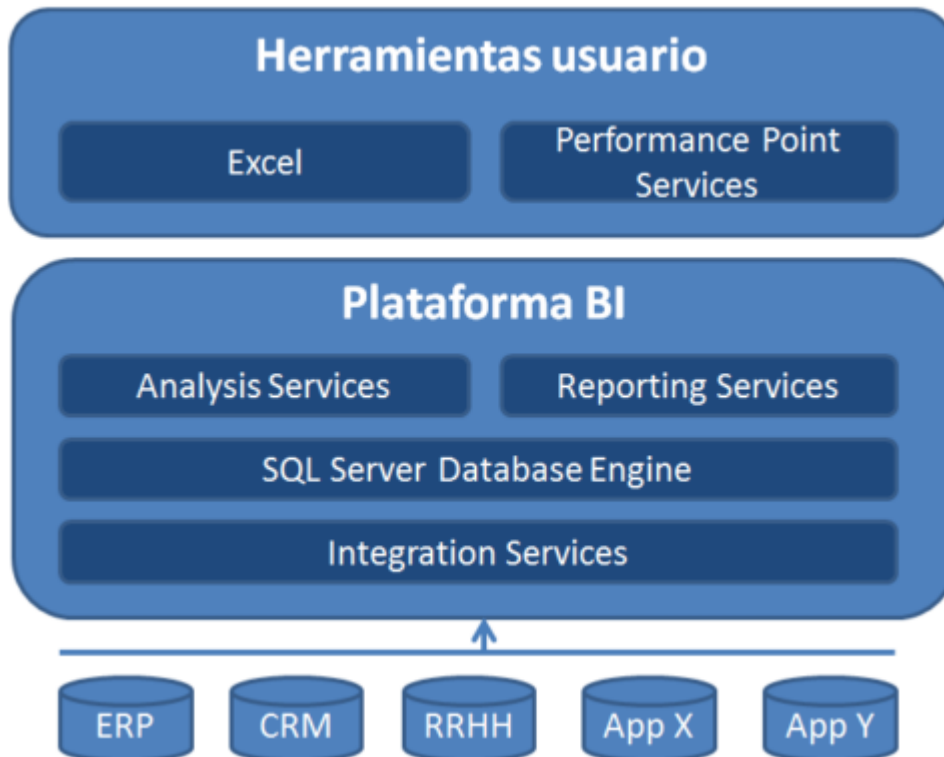 Herramientas usuario
Excel
Performance Point
Services
Plataforma BI
Analysis Services
Reporting Services
SQL Server Database Engine
Integration Services
ERP
CRM
RRHH
App X
App Y